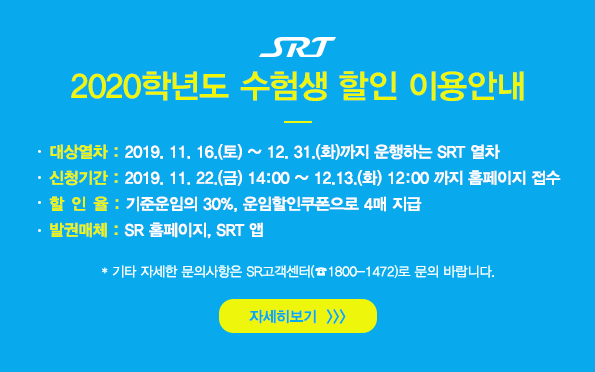 SRT
2020학년도 수험생 할인 이용안내
· 대상열차 : 2019. 11. 16.(토) ~ 12. 31.(화)까지 운행하는 SRT 열차
· 신청기간 : 2019. 11. 22.(금) 14:00 ~ 12.13.(화) 12:00 까지 홈페이지 접수
· 할 인 율 : 기준운임의 30%, 운임할인쿠폰으로 4매 지급
· 발권매체 : SR 홈페이지, SRT 앱
* 기타 자세한 문의사항은 SR고객센터(☎1800-1472)로 문의 바랍니다.
자세히보기 >>>